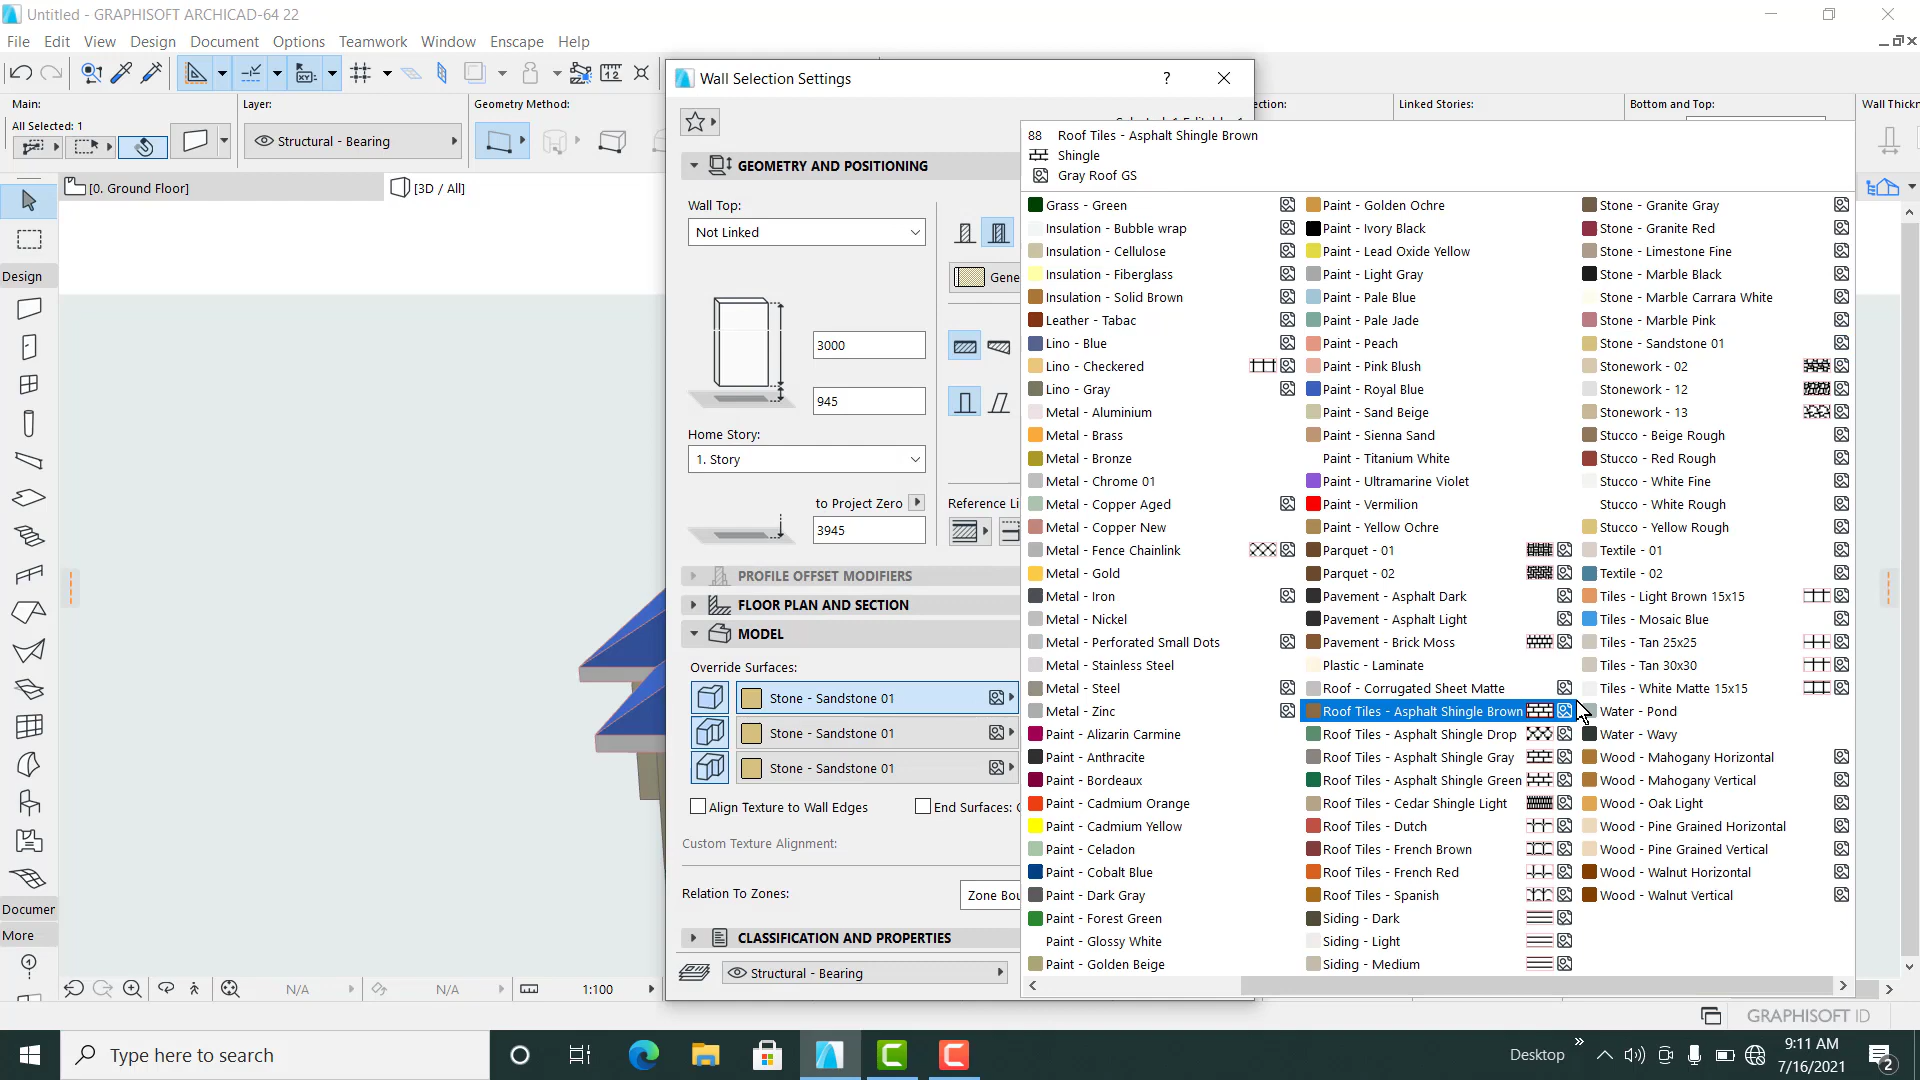 Untitled - GRAPHISOFT ARCHICAD-64 22
File Edit View Design Document Options Teamwork Window Enscape Help
Main:
All Selected: 1
Layer:
Structural - Bearing
Geometry Method:
Linked Stories:
Bottom and Top:
[0. Ground Floor]
[3D / All]
Design
More
Wall Selection Settings
?
GEOMETRY AND POSITIONING
Wall Top:
Not Linked
3000
945
Home Story:
1. Story
to Project Zero
3945
PROFILE OFFSET MODIFIERS
FLOOR PLAN AND SECTION
MODEL
Override Surfaces:
Stone - Sandstone 01
Stone - Sandstone 01
Stone - Sandstone 01
Align Texture to Wall Edges
End Surfaces:
Custom Texture Alignment:
Relation To Zones:
Zone Bou
CLASSIFICATION AND PROPERTIES
Structural - Bearing
Gene
Reference Li
88 Roof Tiles - Asphalt Shingle Brown
Shingle
Gray Roof GS
Grass - Green
Insulation - Bubble wrap
Insulation - Cellulose
Insulation - Fiberglass
Insulation - Solid Brown
Leather - Tabac
Lino - Blue
Lino - Checkered
Lino - Gray
Metal - Aluminium
Metal - Brass
Metal - Bronze
Metal - Chrome 01
Metal - Copper Aged
Metal - Copper New
Metal - Fence Chainlink
Metal - Gold
Metal - Iron
Metal - Nickel
Metal - Perforated Small Dots
Metal - Stainless Steel
Metal - Steel
Metal - Zinc
Paint - Alizarin Carmine
Paint - Anthracite
Paint - Bordeaux
Paint - Cadmium Orange
Paint - Cadmium Yellow
Paint - Celadon
Paint - Cobalt Blue
Paint - Dark Gray
Paint - Forest Green
Paint - Glossy White
Paint - Golden Beige
Paint - Golden Ochre
Paint - Ivory Black
Paint - Lead Oxide Yellow
Paint - Light Gray
Paint - Pale Blue
Paint - Pale Jade
Paint - Peach
Paint - Pink Blush
Paint - Royal Blue
Paint - Sand Beige
Paint - Sienna Sand
Paint - Titanium White
Paint - Ultramarine Violet
Paint - Vermilion
Paint - Yellow Ochre
Parquet - 01
Parquet - 02
Pavement - Asphalt Dark
Pavement - Asphalt Light
Pavement - Brick Moss
Plastic - Laminate
Roof - Corrugated Sheet Matte
Roof Tiles - Asphalt Shingle Brown
Roof Tiles - Asphalt Shingle Drop
Roof Tiles - Asphalt Shingle Gray
Roof Tiles - Asphalt Shingle Green
Roof Tiles - Cedar Shingle Light
Roof Tiles - Dutch
Roof Tiles - French Brown
Roof Tiles - French Red
Roof Tiles - Spanish
Siding - Dark
Siding - Light
Siding - Medium
Stone - Granite Gray
Stone - Granite Red
Stone - Limestone Fine
Stone - Marble Black
Stone - Marble Carrara White
Stone - Marble Pink
Stone - Sandstone 01
Stonework - 02
Stonework - 12
Stonework - 13
Stucco - Beige Rough
Stucco - Red Rough
Stucco - White Fine
Stucco - White Rough
Stucco - Yellow Rough
Textile - 01
Textile - 02
Tiles - Light Brown 15x15
Tiles - Mosaic Blue
Tiles - Tan 25x25
Tiles - Tan 30x30
Tiles - White Matte 15x15
Water - Pond
Water - Wavy
Wood - Mahogany Horizontal
Wood - Mahogany Vertical
Wood - Oak Light
Wood - Pine Grained Horizontal
Wood - Pine Grained Vertical
Wood - Walnut Horizontal
Wood - Walnut Vertical
N/A
N/A
1:100
GRAPHISOFT ID
Type here to search
Desktop
9:11 AM
7/16/2021
2